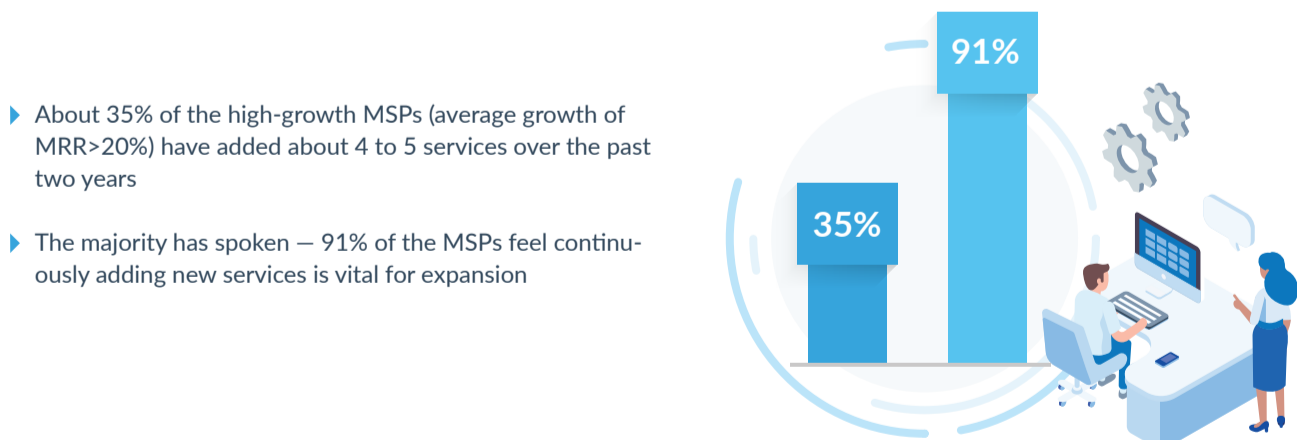 About 35% of the high-growth MSPs (average growth of
MRR>20%) have added about 4 to 5 services over the past
two years
The majority has spoken — 91% of the MSPs feel continu-
ously adding new services is vital for expansion
35%
91%